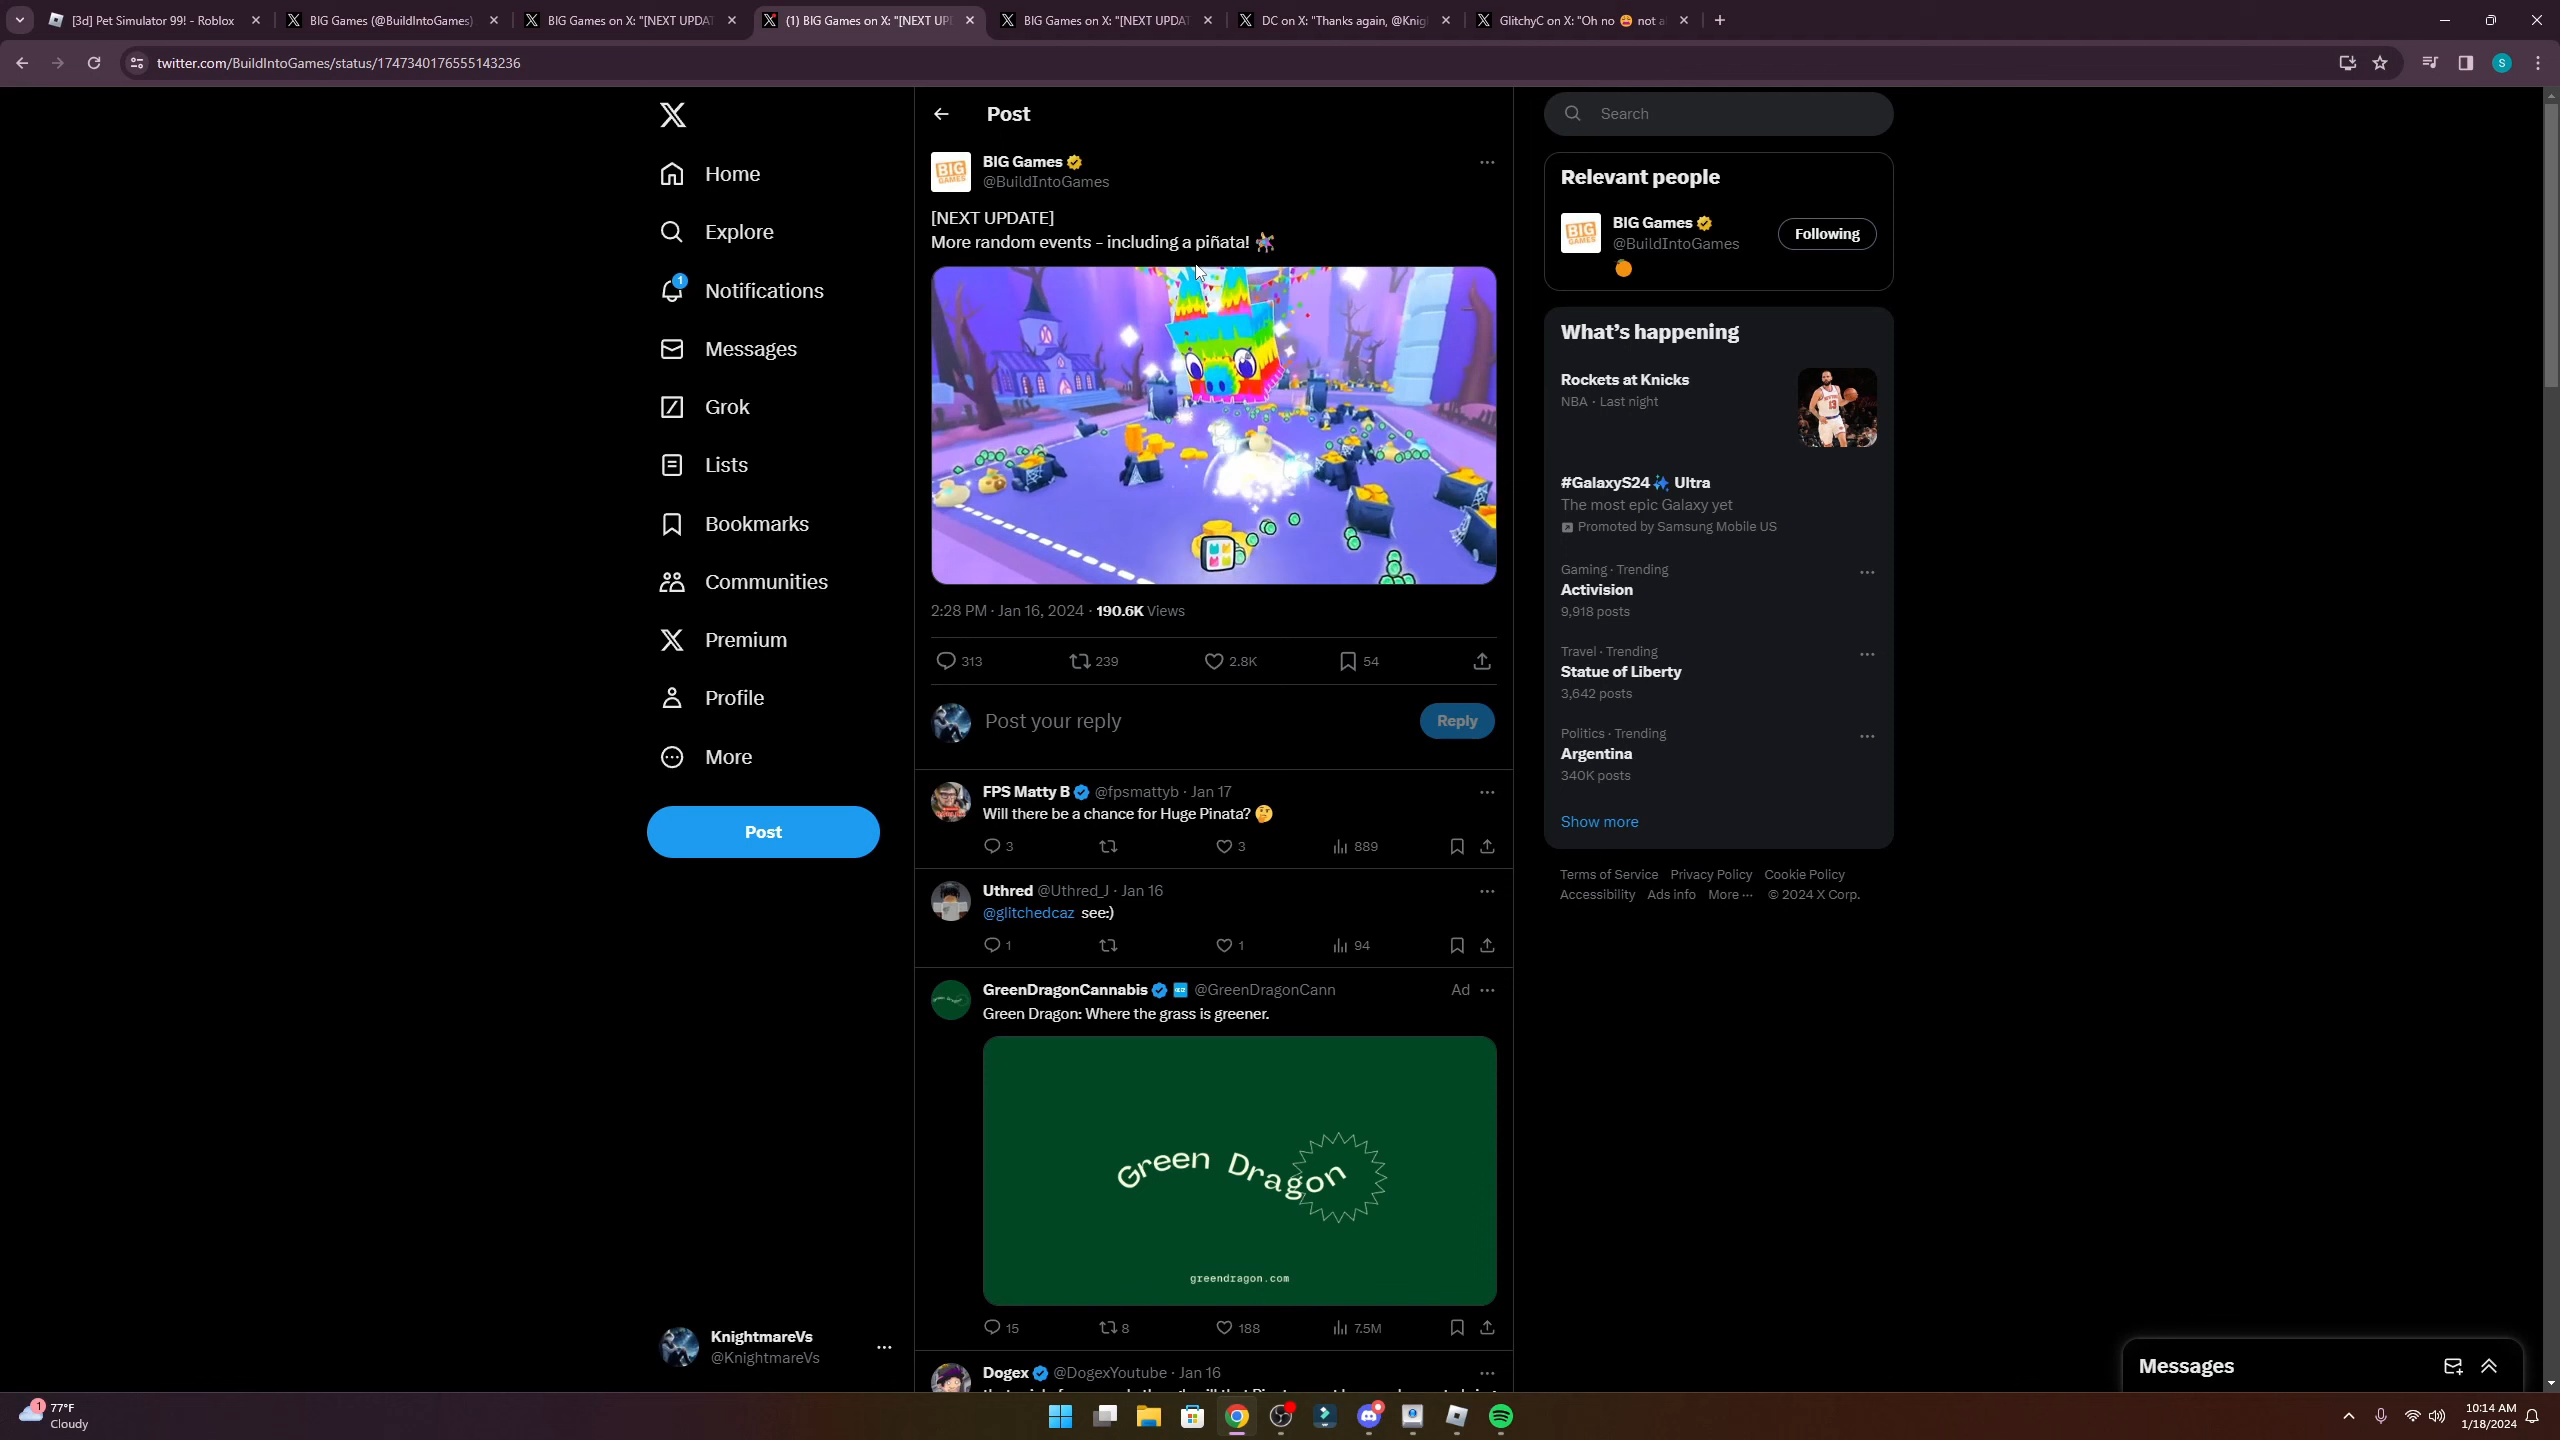 [3d] Pet Simulator 99! - Roblox
BIG Games (@BuildIntoGames)
BIG Games on X: "[NEXT UPDA
(1) BIG Games on X: "[NEXT UP
BIG Games on X: "[NEXT UPDA
DC on X: "Thanks again, @Knig
GlitchyC on X: "Oh no 😩 not a
twitter.com/BuildIntoGames/status/1747340176555143236
S
Home
Explore
1
Notifications
Messages
Grok
Lists
Bookmarks
Communities
Premium
Profile
More
Post
KnightmareVs
@KnightmareVs
Post
BIG GAMES
BIG Games
@BuildIntoGames
[NEXT UPDATE]
More random events - including a piñata! 🪅
2:28 PM · Jan 16, 2024 · 190.6K Views
313 239 2.8K 54
Post your reply
Reply
FPS Matty B @fpsmattyb · Jan 17
Will there be a chance for Huge Pinata? 🤔
3 3 889
Uthred @Uthred_J · Jan 16
@glitchedcaz see:)
1 1 94
GreenDragonCannabis @GreenDragonCann Ad
Green Dragon: Where the grass is greener.
Green Dragon
greendragon.com
15 8 188 7.5M
Dogex @DogexYoutube · Jan 16
Search
Relevant people
BIG GAMES
BIG Games
@BuildIntoGames
🍊
Following
What's happening
Rockets at Knicks
NBA · Last night
#GalaxyS24 Ultra
The most epic Galaxy yet
Promoted by Samsung Mobile US
Gaming · Trending
Activision
9,918 posts
Travel · Trending
Statue of Liberty
3,642 posts
Politics · Trending
Argentina
340K posts
Show more
Terms of Service Privacy Policy Cookie Policy
Accessibility Ads info More ··· © 2024 X Corp.
Messages
1
77°F
Cloudy
10:14 AM
1/18/2024